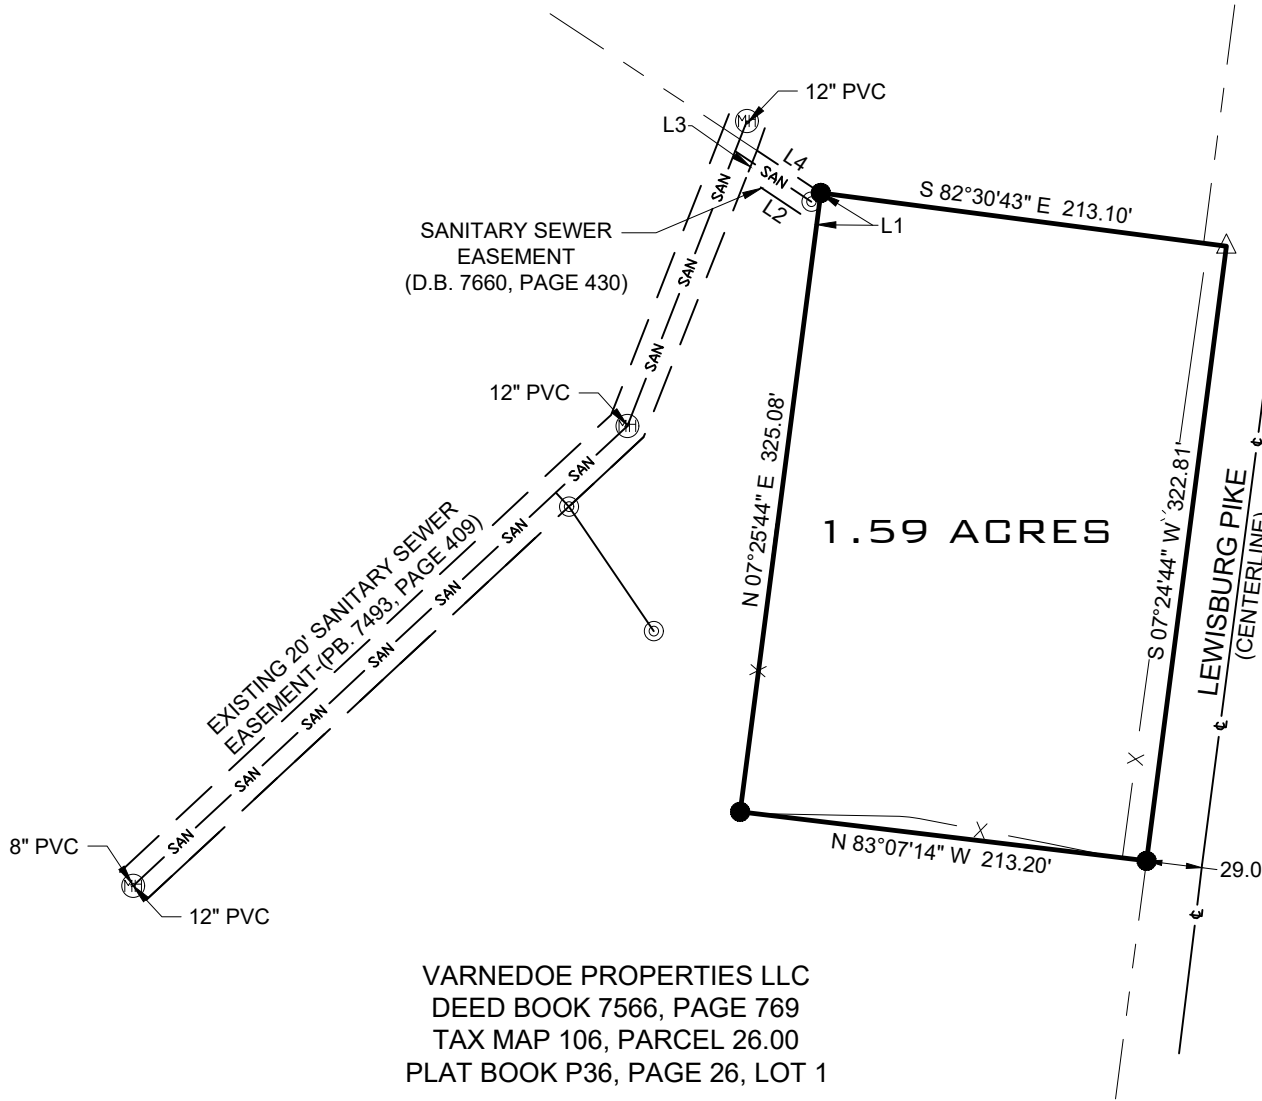 12" PVC
L3
L4
SAN
L2
L1
S 82°30'43" E 213.10'
SAN
SANITARY SEWER
EASEMENT
(D.B. 7660, PAGE 430)
SAN
SAN
12" PVC
MH
MH
N 07°25'44" E 325.08'
1.59 ACRES
S 07°24'44" W 322.81'
LEWISBURG PIKE
(CENTERLINE)
EXISTING 20' SANITARY SEWER
EASEMENT-(PB. 7493, PAGE 409)
SAN
SAN
SAN
SAN
SAN
SAN
SAN
X
X
X
N 83°07'14" W 213.20'
29.0
8" PVC
MH
12" PVC
VARNEDOE PROPERTIES LLC
DEED BOOK 7566, PAGE 769
TAX MAP 106, PARCEL 26.00
PLAT BOOK P36, PAGE 26, LOT 1